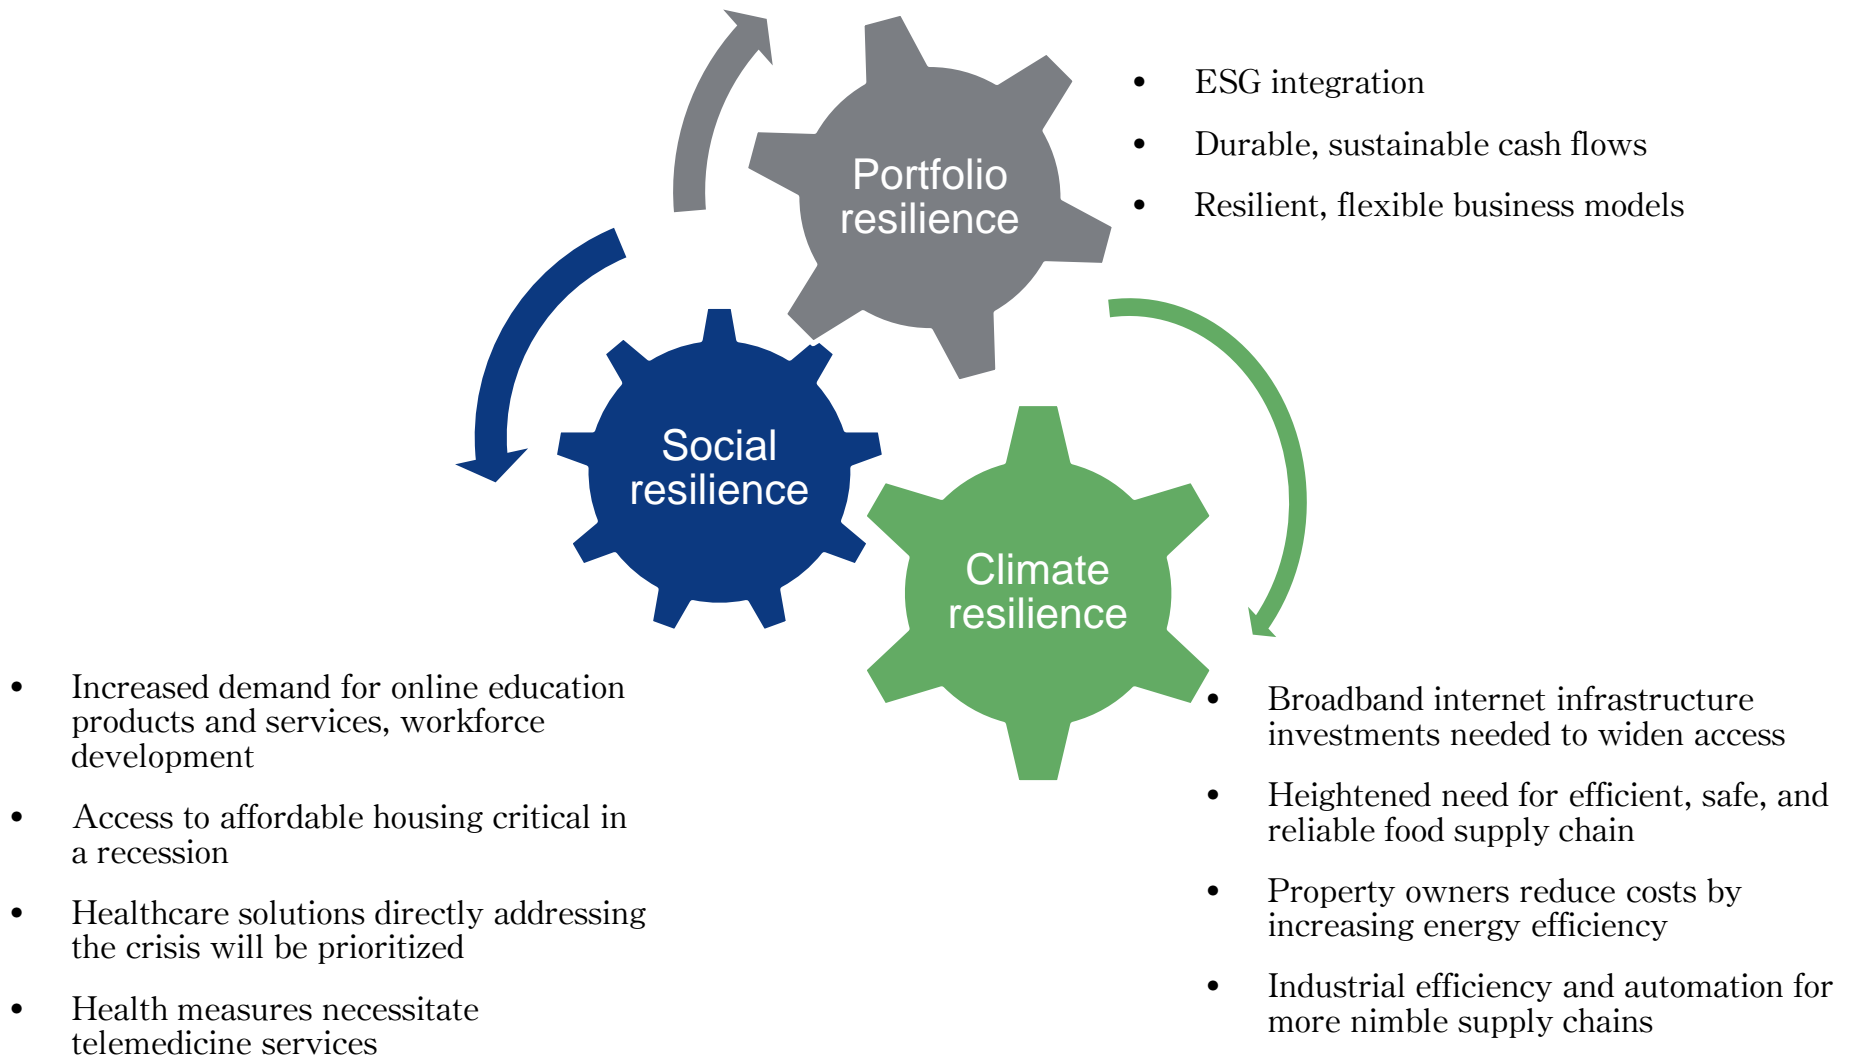 Portfolio
resilience
• ESG integration
• Durable, sustainable cash flows
• Resilient, flexible business models
Social
resilience
Climate
resilience
• Increased demand for online education
products and services, workforce
development
• Access to affordable housing critical in
a recession
• Healthcare solutions directly addressing
the crisis will be prioritized
• Health measures necessitate
telemedicine services
• Broadband internet infrastructure
investments needed to widen access
• Heightened need for efficient, safe, and
reliable food supply chain
• Property owners reduce costs by
increasing energy efficiency
• Industrial efficiency and automation for
more nimble supply chains